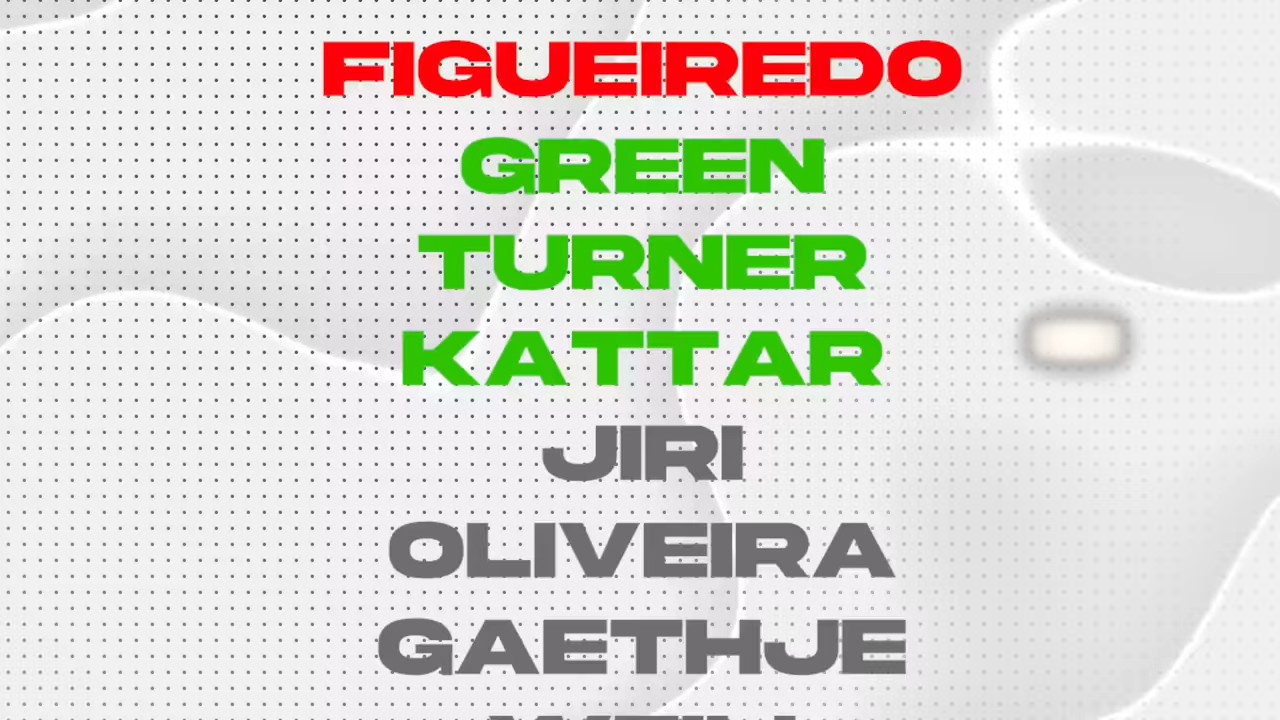 FIGUEIREDO
GREEN
TURNER
KATTAR
JIRI
OLIVEIRA
GAETHJE